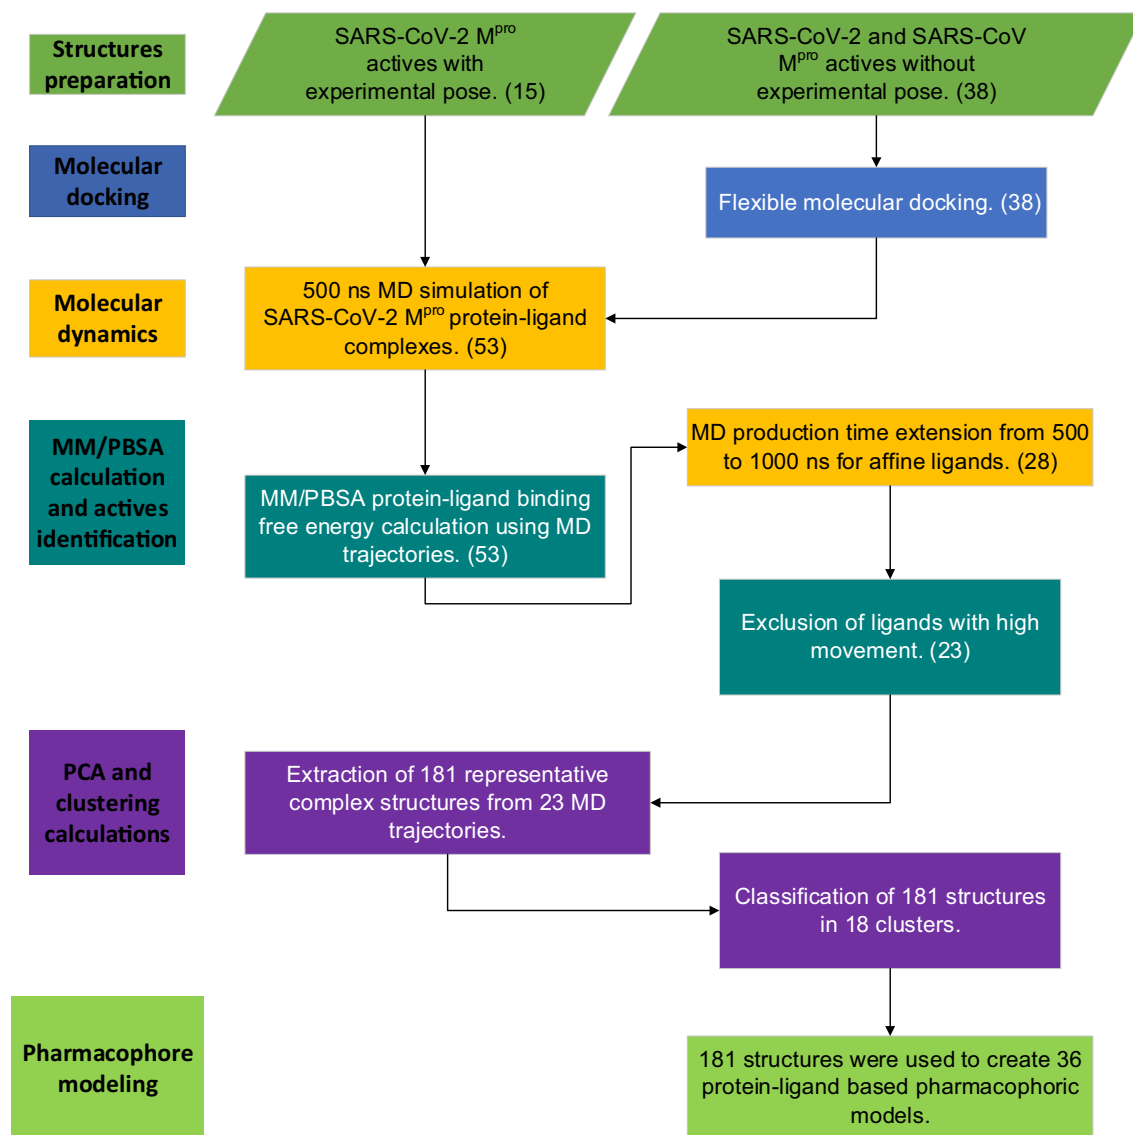 Structures
preparation
SARS-CoV-2 Mpro
actives with
experimental pose. (15)
SARS-CoV-2 and SARS-CoV
Mpro actives without
experimental pose. (38)
Molecular
docking
Flexible molecular docking. (38)
Molecular
dynamics
500 ns MD simulation of
SARS-CoV-2 Mpro protein-ligand
complexes. (53)
MM/PBSA
calculation
and actives
identification
MM/PBSA protein-ligand binding
free energy calculation using MD
trajectories. (53)
MD production time extension from 500
to 1000 ns for affine ligands. (28)
Exclusion of ligands with high
movement. (23)
PCA and
clustering
calculations
Extraction of 181 representative
complex structures from 23 MD
trajectories.
Classification of 181 structures
in 18 clusters.
Pharmacophore
modeling
181 structures were used to create 36
protein-ligand based pharmacophoric
models.